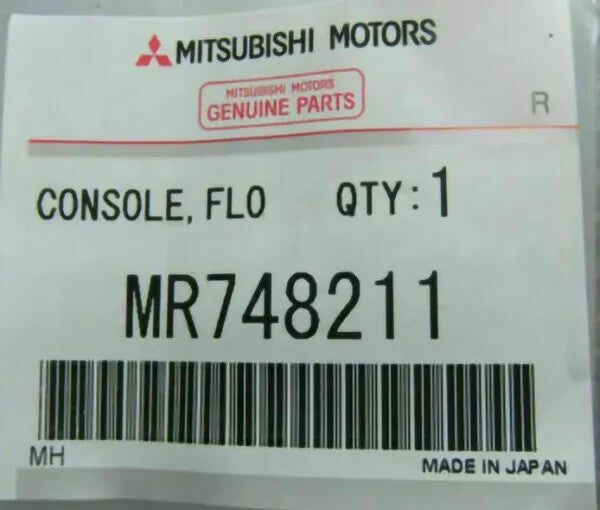 MITSUBISHI MOTORS
MITSUBISHI MOTORS
GENUINE PARTS
R
CONSOLE, FLO QTY: 1
MR748211
MH
MADE IN JAPAN